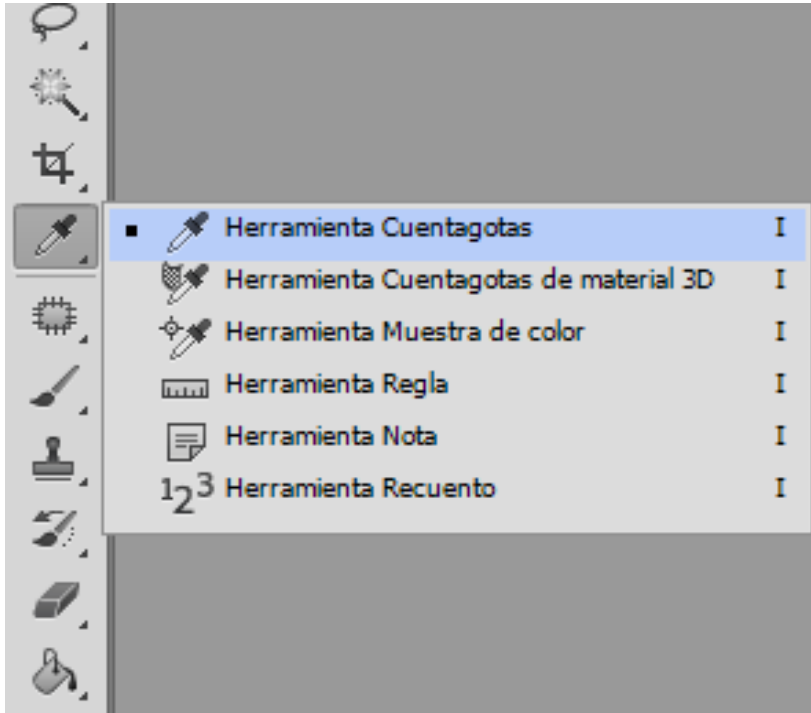 Herramienta Cuentagotas I
Herramienta Cuentagotas de material 3D I
Herramienta Muestra de color I
Herramienta Regla I
Herramienta Nota I
123 Herramienta Recuento I